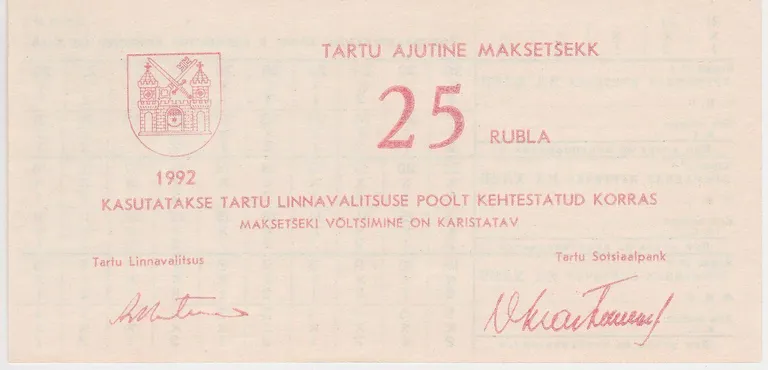 TARTU AJUTINE MAKSETŠEKK
25 RUBLA
1992
KASUTATAKSE TARTU LINNAVALITSUSE POOLT KEHTESTATUD KORRAS
MAKSETŠEKI VÕLTSIMINE ON KARISTATAV
Tartu Linnavalitsus
Tartu Sotsiaalpank